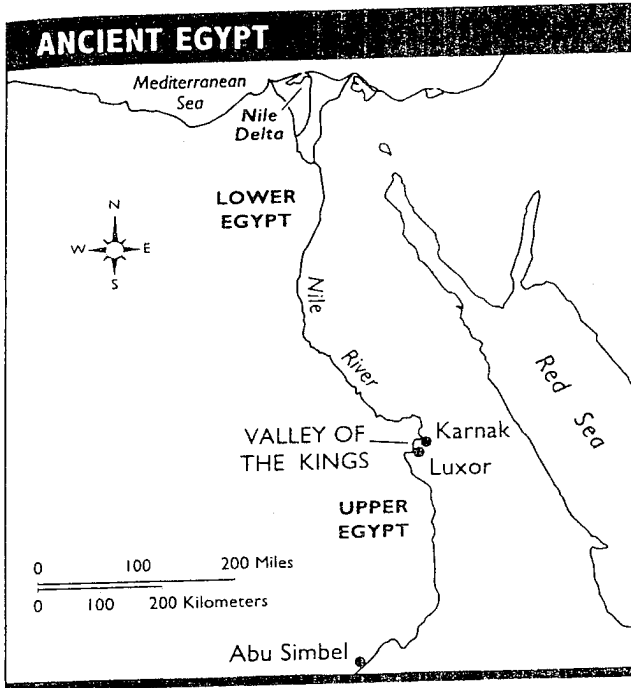 ANCIENT EGYPT
Mediterranean
Sea
Nile
Delta
LOWER
EGYPT
N
W E
S
Nile
River
Red Sea
VALLEY OF
THE KINGS
Karnak
Luxor
UPPER
EGYPT
0 100 200 Miles
0 100 200 Kilometers
Abu Simbel